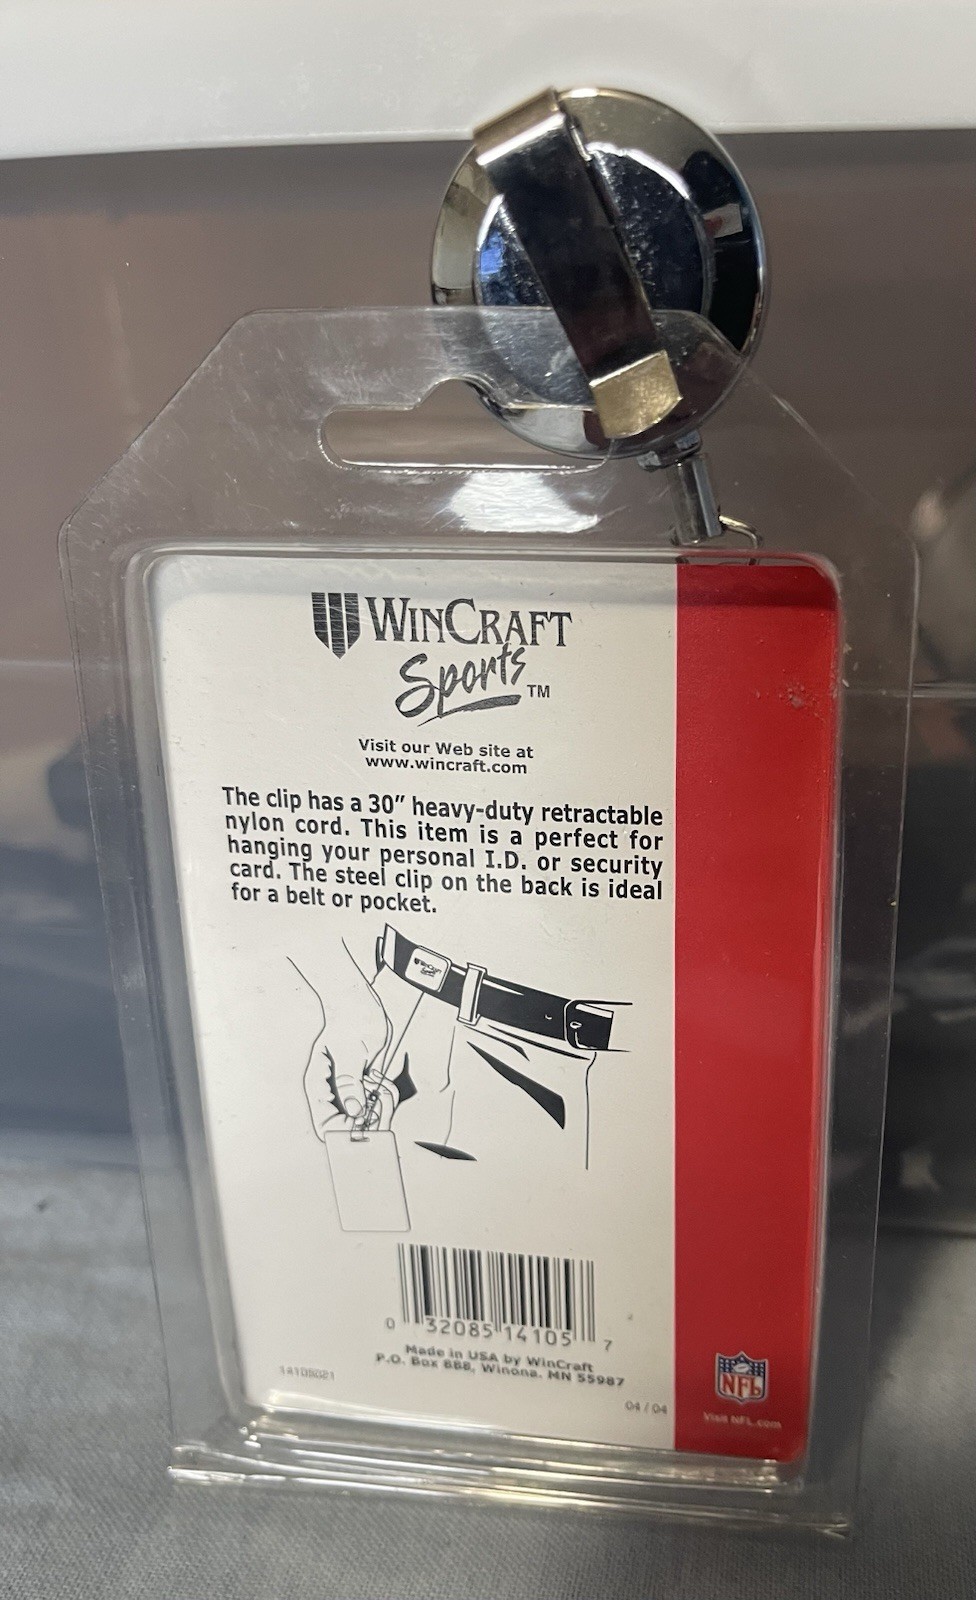 WINCRAFT
Sports™
Visit our Web site at
www.wincraft.com
The clip has a 30” heavy-duty retractable
nylon cord. This item is a perfect for
hanging your personal I.D. or security
card. The steel clip on the back is ideal
for a belt or pocket.
WINCRAFT
Sports
0 32085 14105 7
Made in USA by WinCraft
P.O. Box 888, Winona, MN 55987
04 / 04
NFL
Visit NFL.com